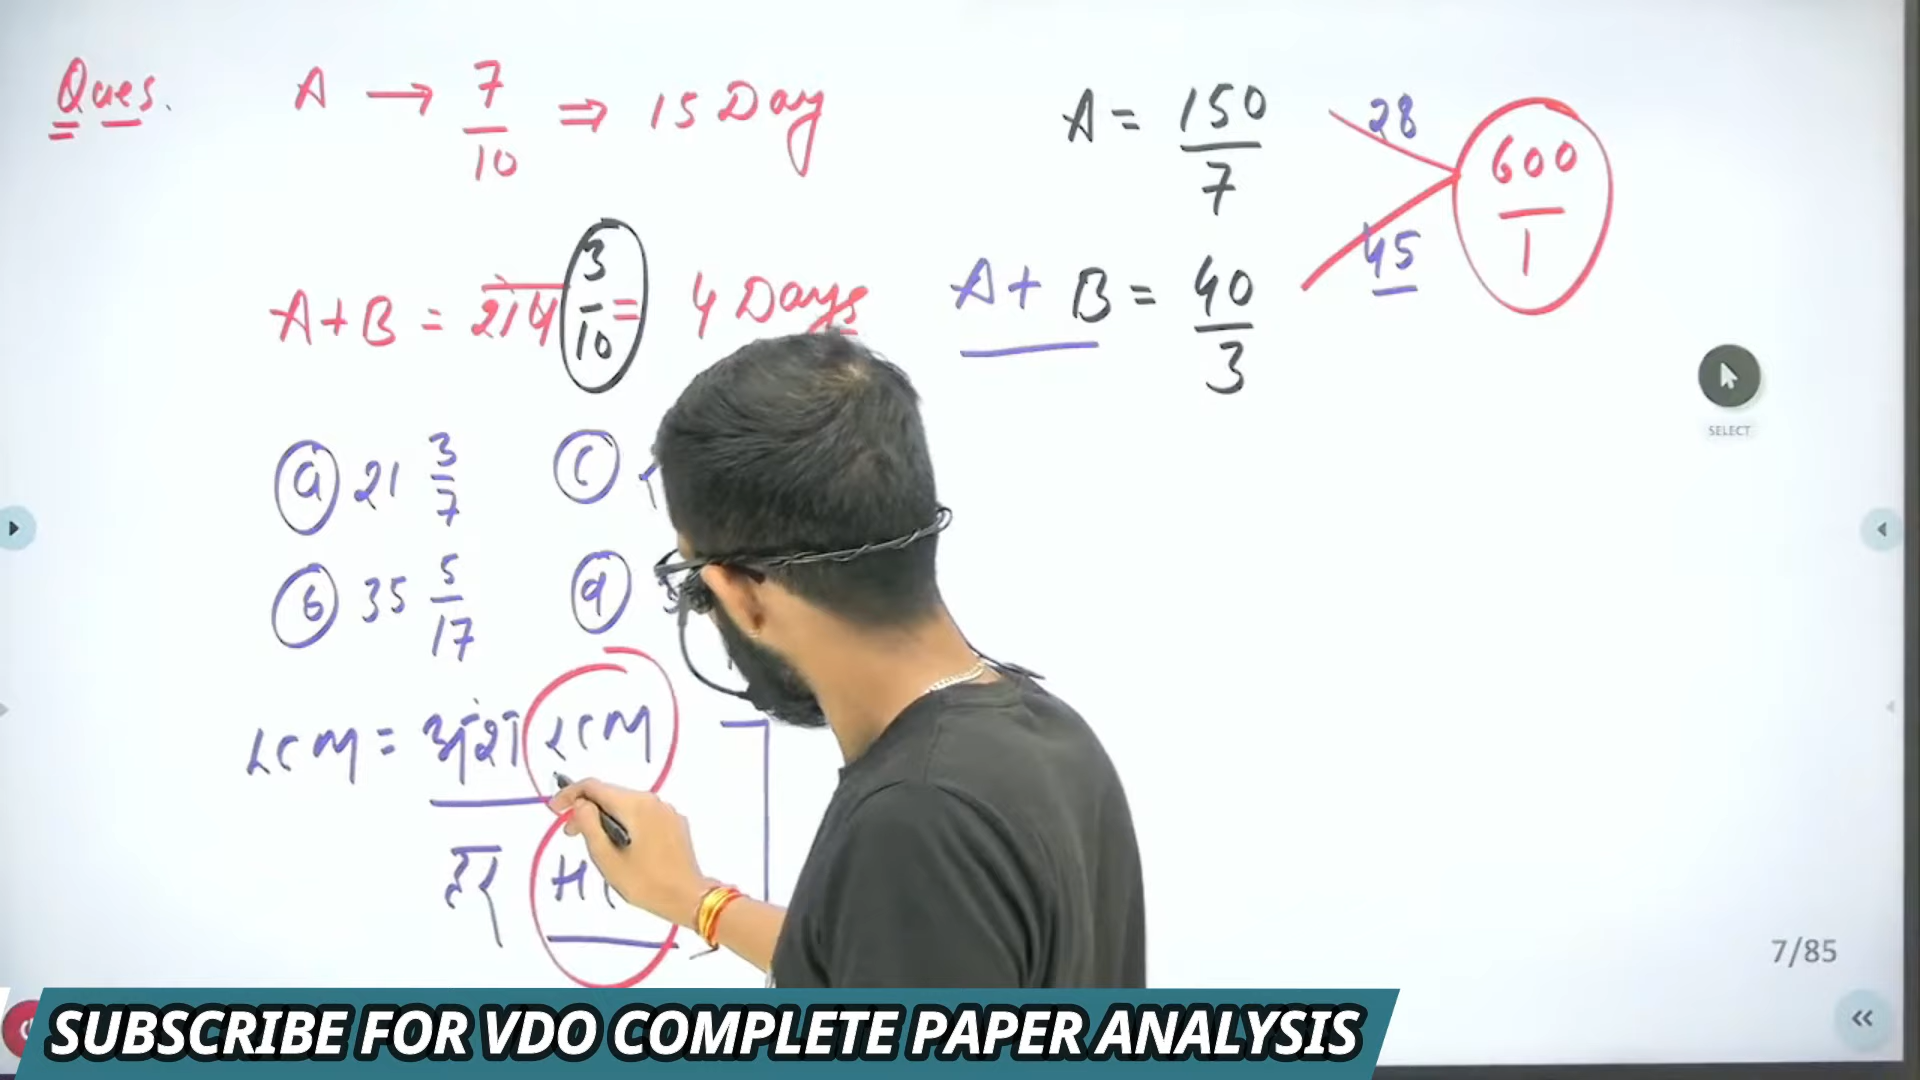 Ques. A → 7/10 ⇒ 15 Day
A+B = शेष 3/10 = 4 Days
(a) 21 3/7 (c)
(b) 35 5/17 (d)
LCM = अंश LCM
हर
A = 150/7
28
A+ B = 40/3
45
600/1
SELECT
7/85
SUBSCRIBE FOR VDO COMPLETE PAPER ANALYSIS